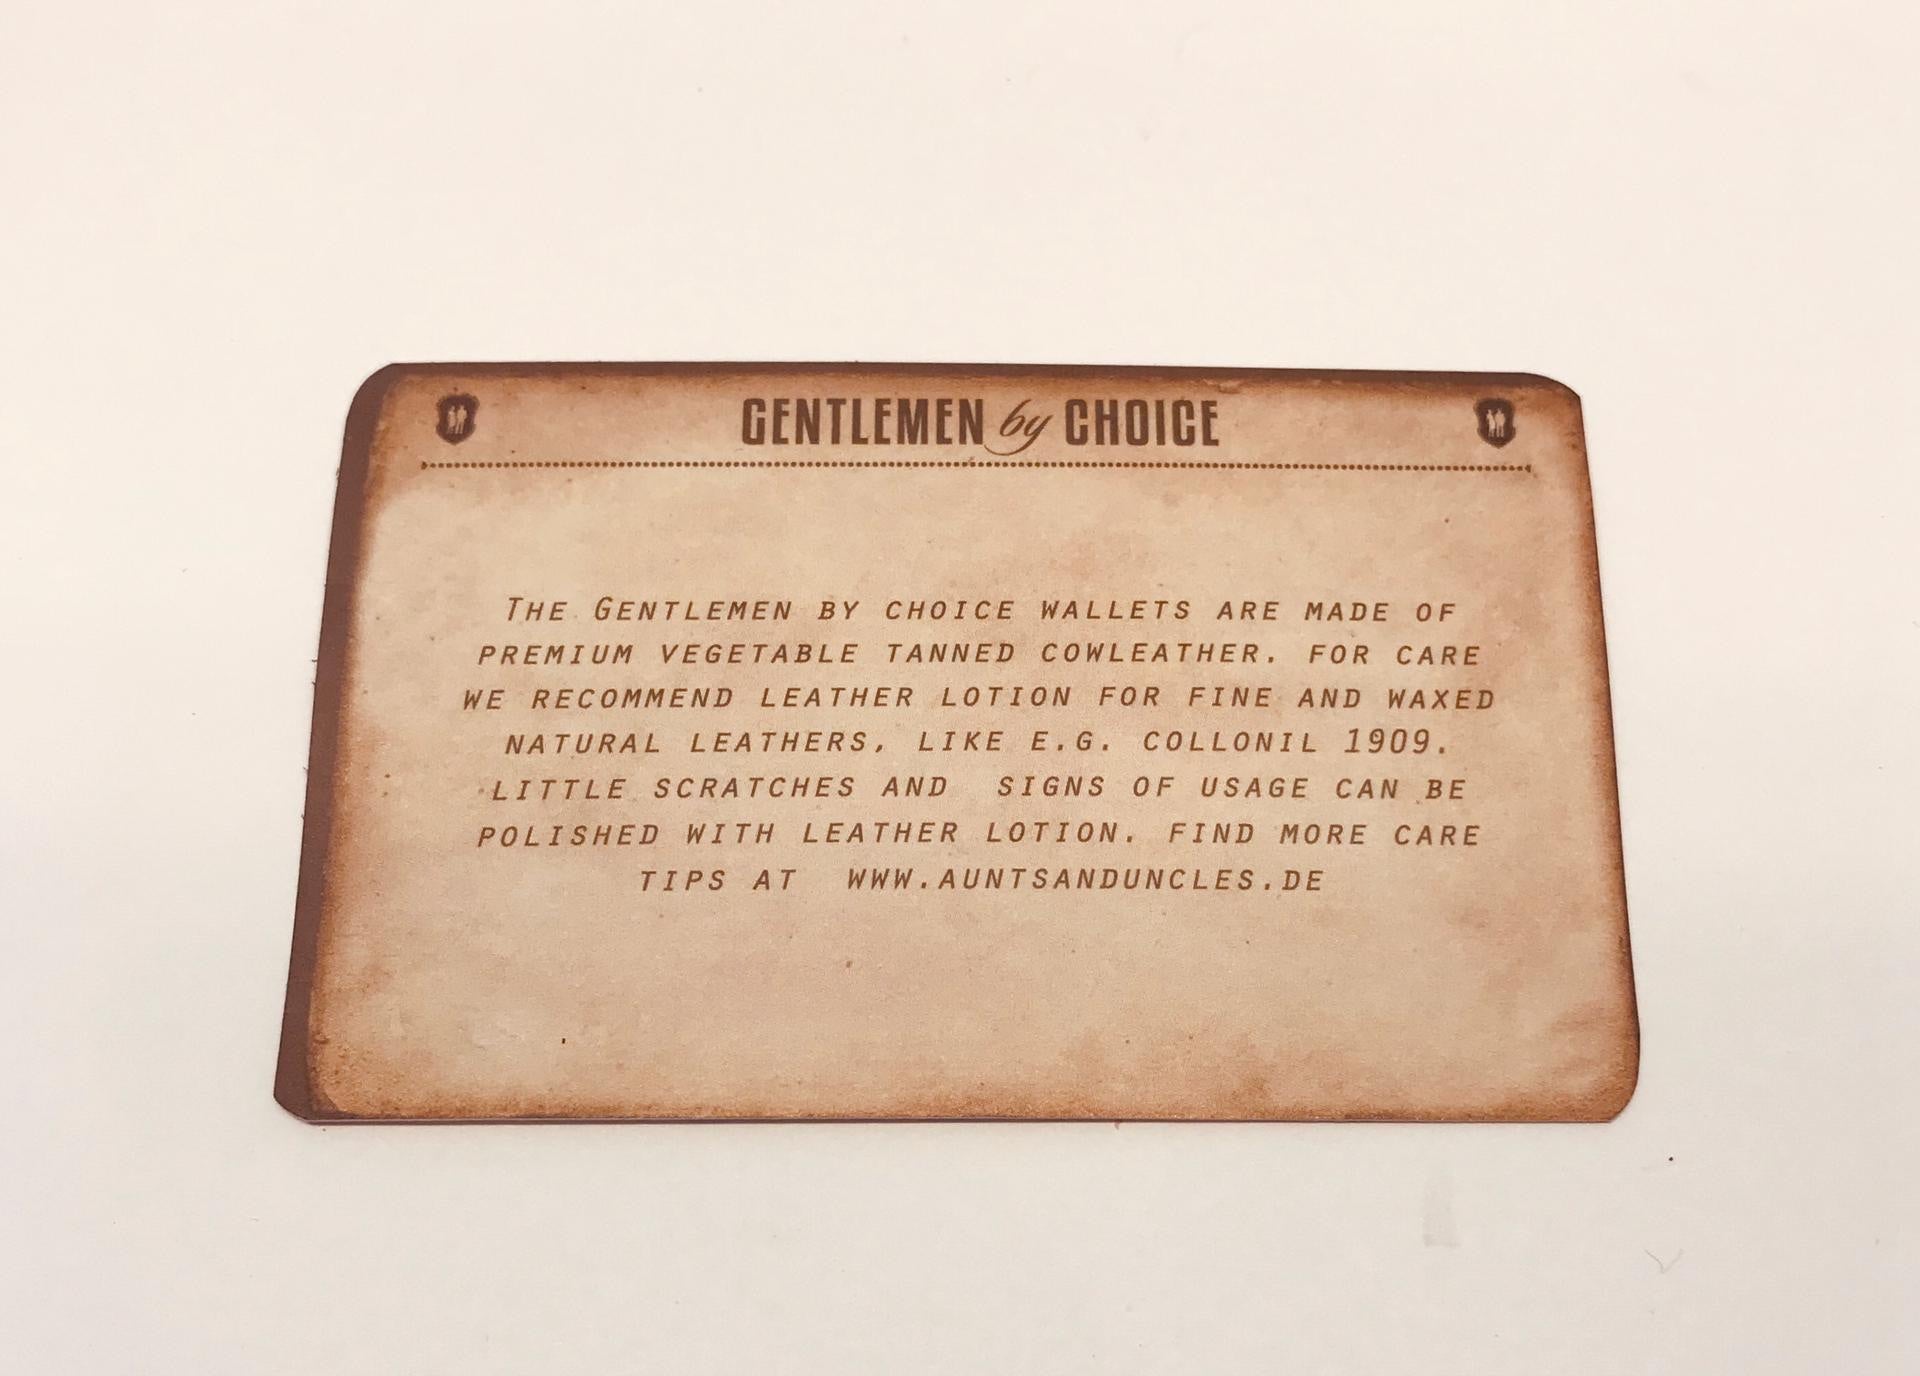 GENTLEMEN by CHOICE
THE GENTLEMEN BY CHOICE WALLETS ARE MADE OF
PREMIUM VEGETABLE TANNED COWLEATHER. FOR CARE
WE RECOMMEND LEATHER LOTION FOR FINE AND WAXED
NATURAL LEATHERS, LIKE E.G. COLLONIL 1909.
LITTLE SCRATCHES AND  SIGNS OF USAGE CAN BE
POLISHED WITH LEATHER LOTION. FIND MORE CARE
TIPS AT  WWW.AUNTSANDUNCLES.DE